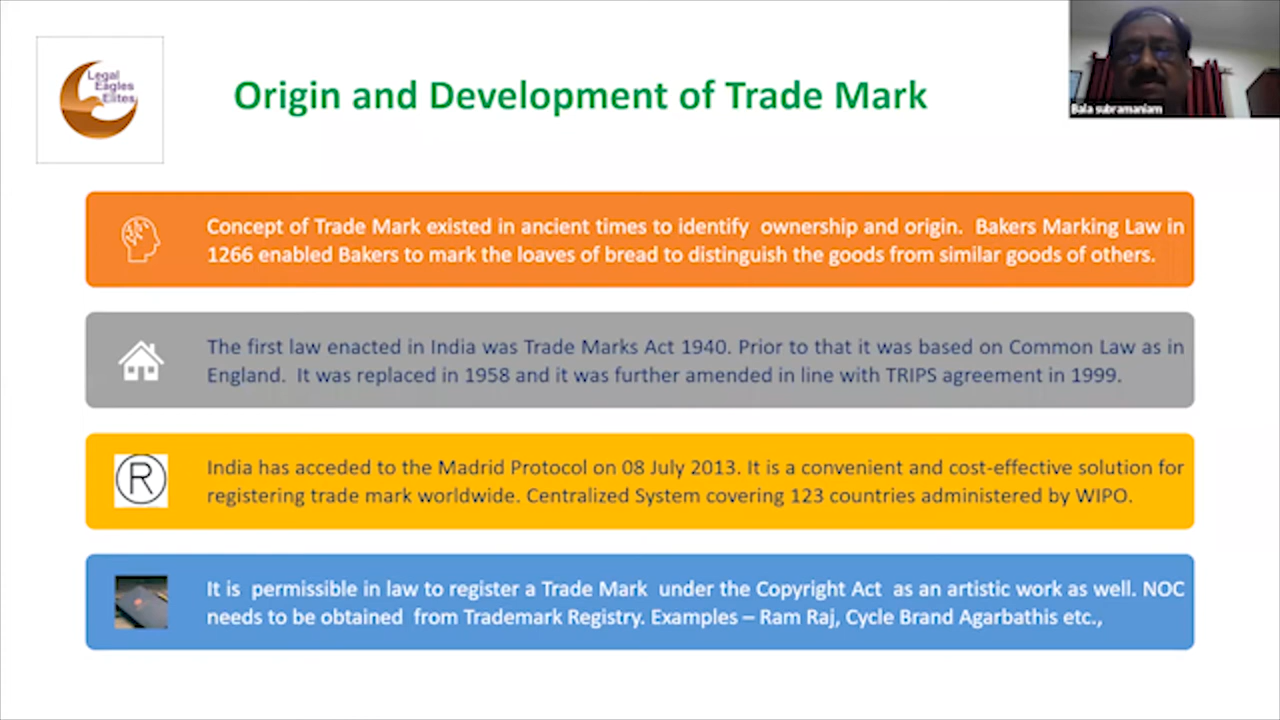 Legal
Eagles
Elites
Origin and Development of Trade Mark
Bala subramaniam
Concept of Trade Mark existed in ancient times to identify ownership and origin. Bakers Marking Law in
1266 enabled Bakers to mark the loaves of bread to distinguish the goods from similar goods of others.
The first law enacted in India was Trade Marks Act 1940. Prior to that it was based on Common Law as in
England. It was replaced in 1958 and it was further amended in line with TRIPS agreement in 1999.
R
India has acceded to the Madrid Protocol on 08 July 2013. It is a convenient and cost-effective solution for
registering trade mark worldwide. Centralized System covering 123 countries administered by WIPO.
It is permissible in law to register a Trade Mark under the Copyright Act as an artistic work as well. NOC
needs to be obtained from Trademark Registry. Examples – Ram Raj, Cycle Brand Agarbathis etc.,